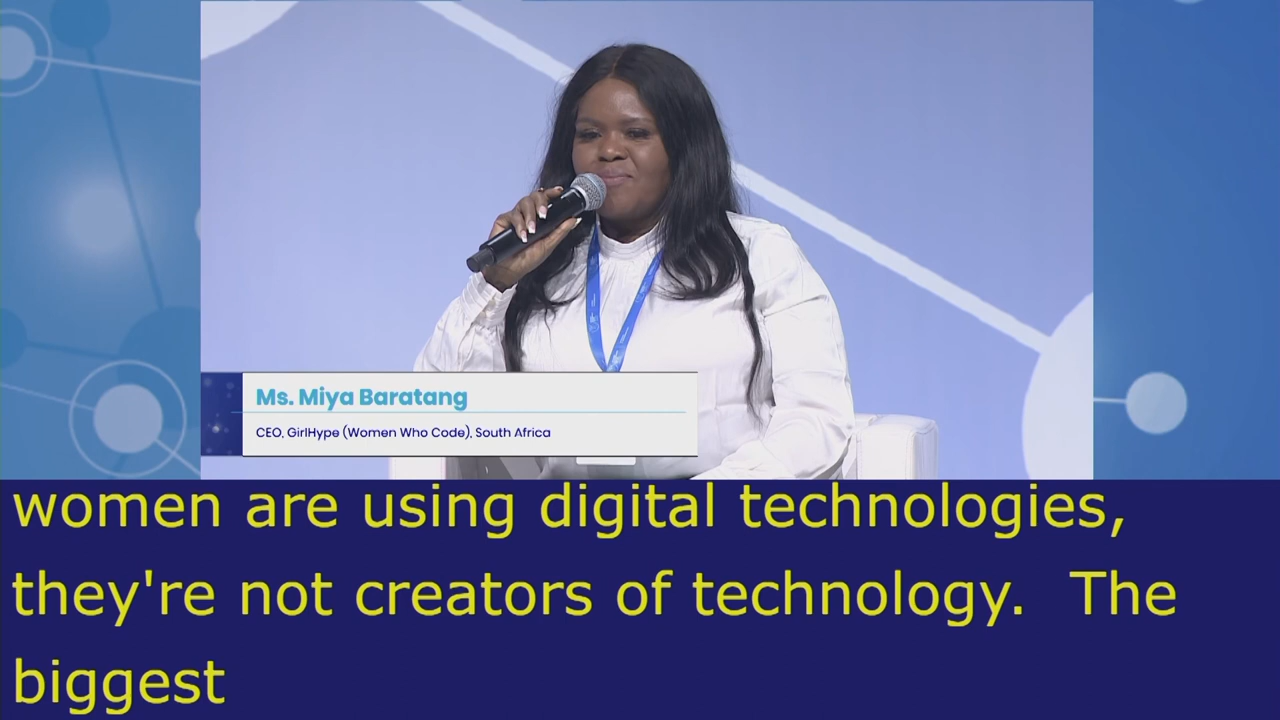 Ms. Miya Baratang
CEO, GirlHype (Women Who Code), South Africa
women are using digital technologies,
they're not creators of technology.  The
biggest